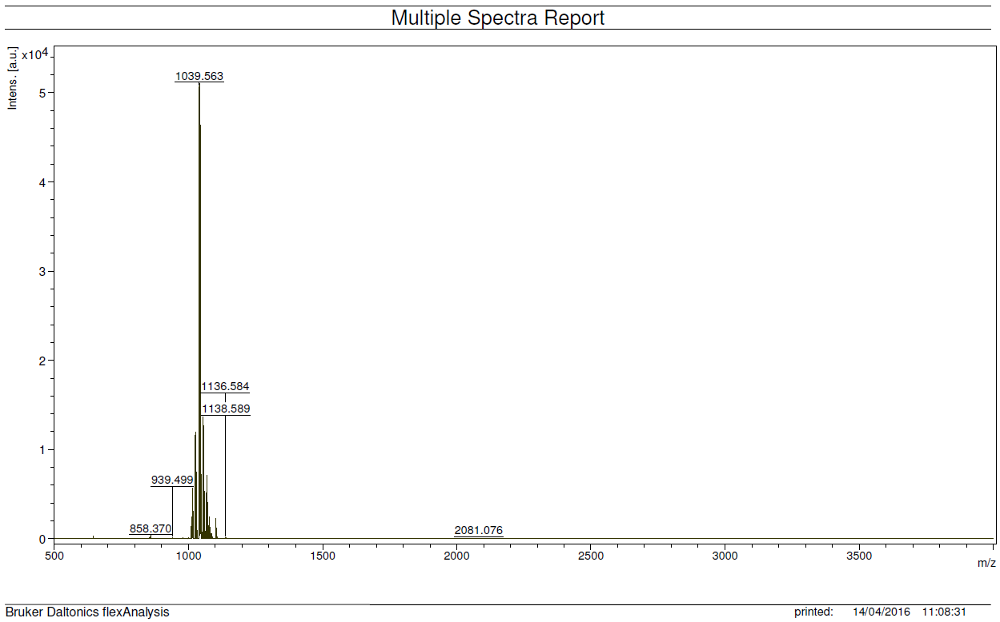 Multiple Spectra Report
Intens. [a.u.]
x10⁴
1039.563
5
4
3
2
1136.584
1138.589
1
939.499
858.370
2081.076
0
500 1000 1500 2000 2500 3000 3500
m/z
Bruker Daltonics flexAnalysis printed: 14/04/2016 11:08:31